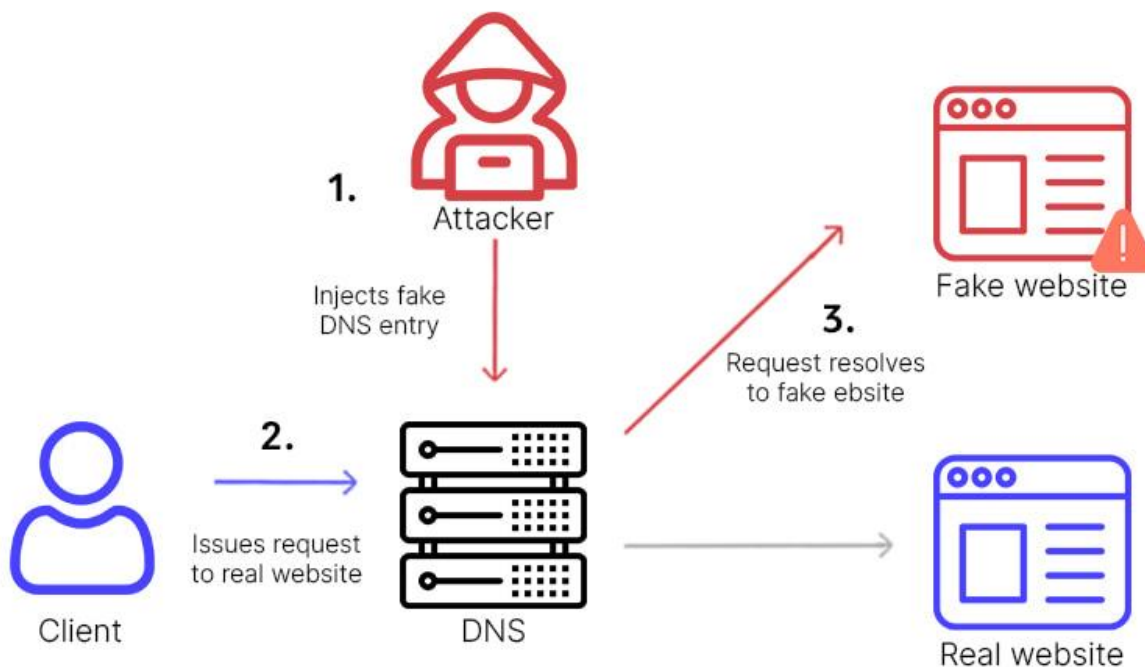 1.
Attacker
Injects fake
DNS entry
Fake website
3.
Request resolves
to fake ebsite
2.
Issues request
to real website
Client
DNS
Real website